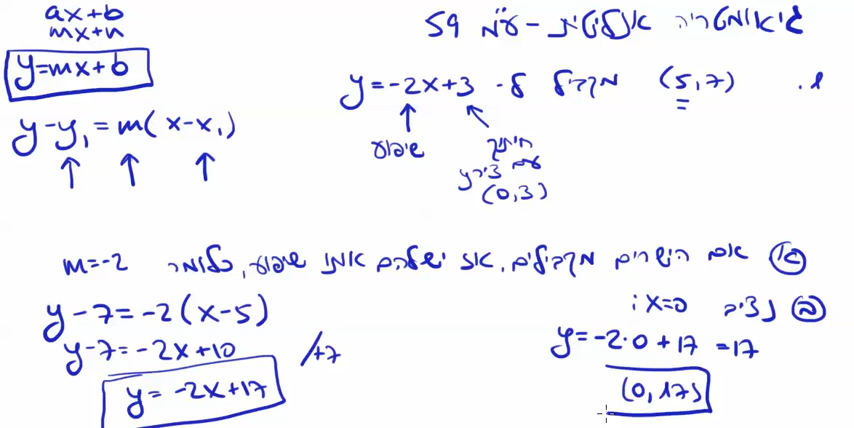 גיאומטריה אנליטית - עמ' 59
ax+b
mx+n
y=mx+b
y-y₁=m(x-x₁)
1. (5,7) מקביל ל- y=-2x+3
שיפוע
חיתוך
עם ציר y
(0,3)
א אם הישרים מקבילים, אז יש להם אותו שיפוע, כלומר m=-2
y-7=-2(x-5)
y-7=-2x+10 /+7
y=-2x+17
ב נציב x=0:
y=-2·0+17=17
(0,17)